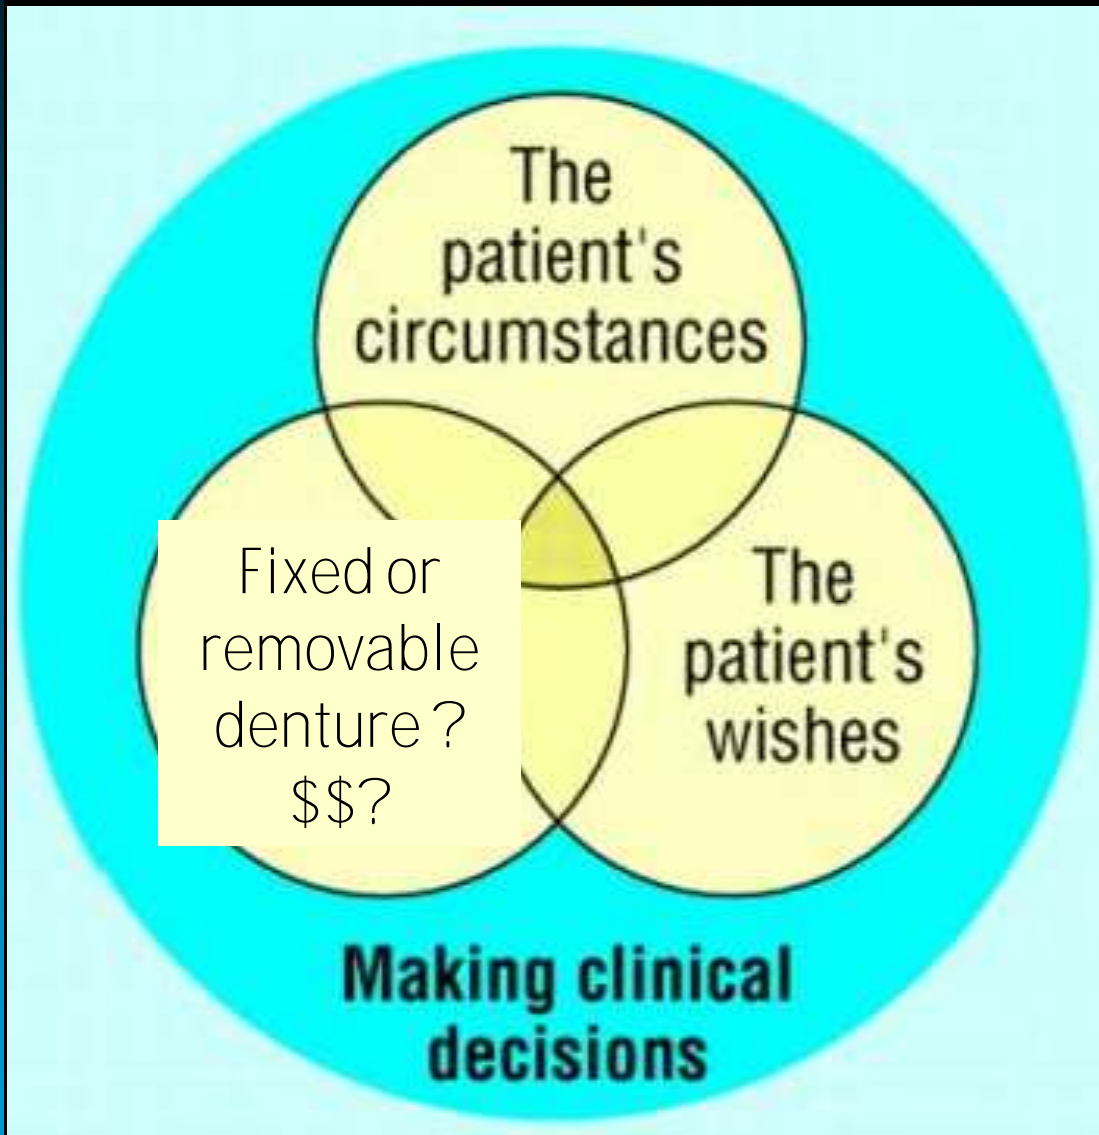 The
patient's
circumstances
Fixed or
removable
denture ?
$$?
The
patient's
wishes
Making clinical
decisions